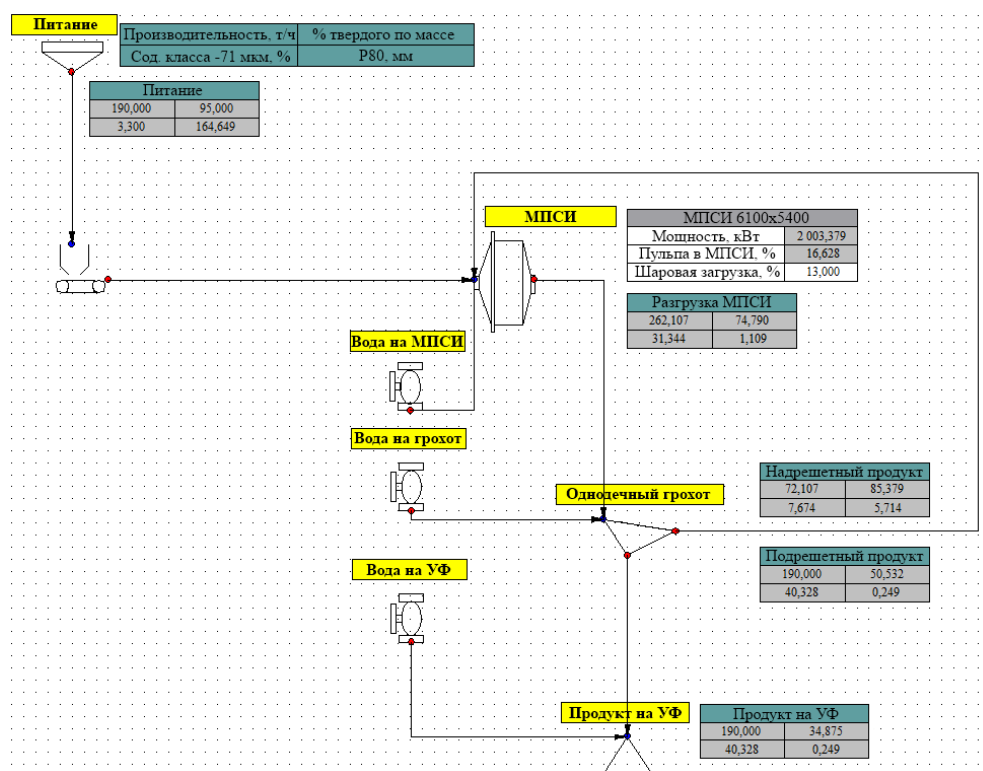 Питание
Производительность, т/ч % твердого по массе
Сод. класса -71 мкм, % P80, мм
Питание
190,000 95,000
3,300 164,649
МПСИ
МПСИ 6100х5400
Мощность, кВт 2 003,379
Пульпа в МПСИ, % 16,628
Шаровая загрузка, % 13,000
Разгрузка МПСИ
262,107 74,790
31,344 1,109
Вода на МПСИ
Вода на грохот
Однодечный грохот
Надрешетный продукт
72,107 85,379
7,674 5,714
Подрешетный продукт
190,000 50,532
40,328 0,249
Вода на УФ
Продукт на УФ
Продукт на УФ
190,000 34,875
40,328 0,249